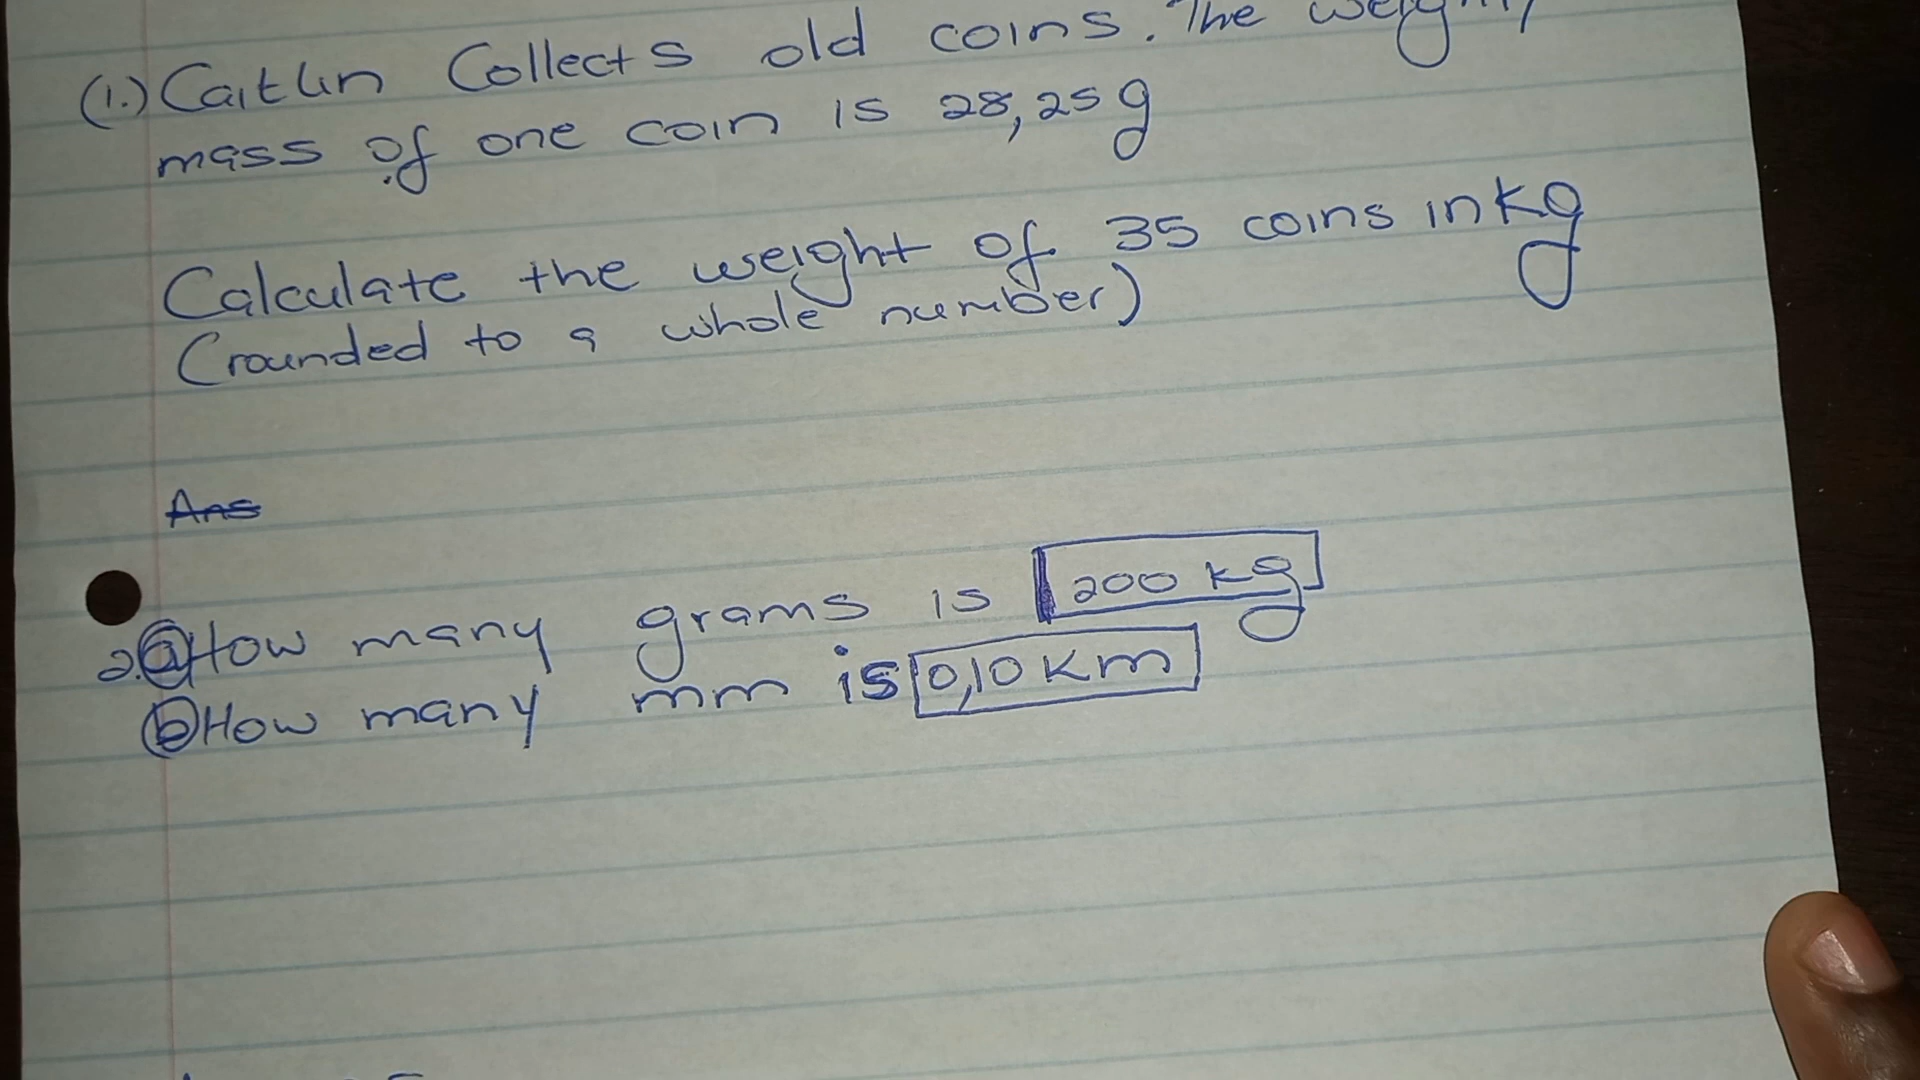 (1.) Caitlin Collects old coins. The weight/
mass of one coin is 28,25g
Calculate the weight of 35 coins in kg
(rounded to a whole number)
Ans
2. (a) How many grams is 200 kg
(b) How many mm is 0,10 Km